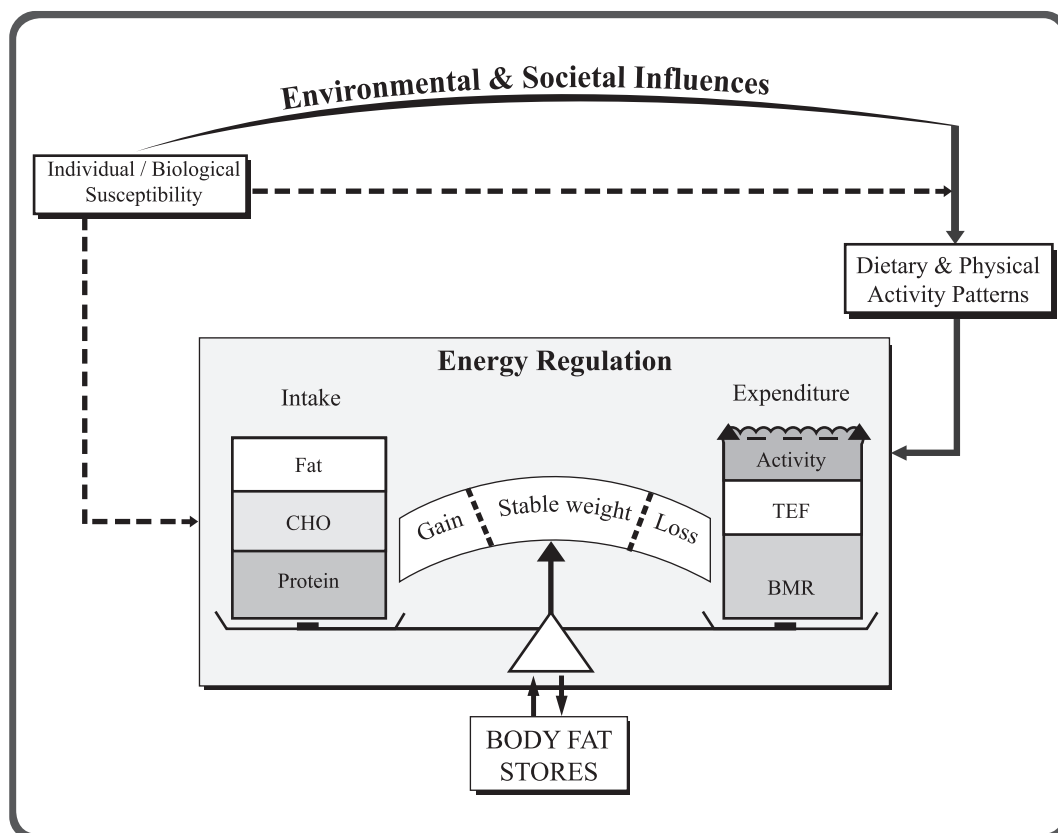 Environmental & Societal Influences
Individual / Biological
Susceptibility
Dietary & Physical
Activity Patterns
Energy Regulation
Intake
Expenditure
Fat
CHO
Protein
Gain
Stable weight
Loss
Activity
TEF
BMR
BODY FAT
STORES